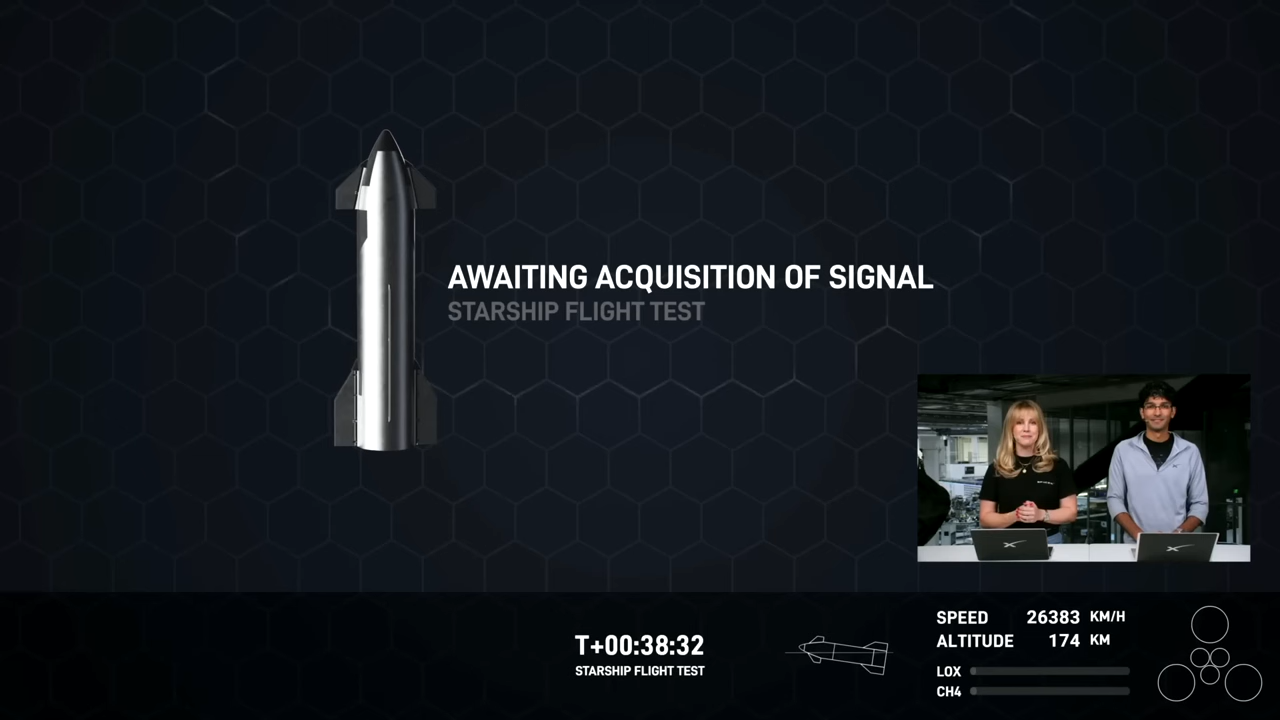 AWAITING ACQUISITION OF SIGNAL
STARSHIP FLIGHT TEST
T+00:38:32
STARSHIP FLIGHT TEST
SPEED 26383 KM/H
ALTITUDE 174 KM
LOX
CH4